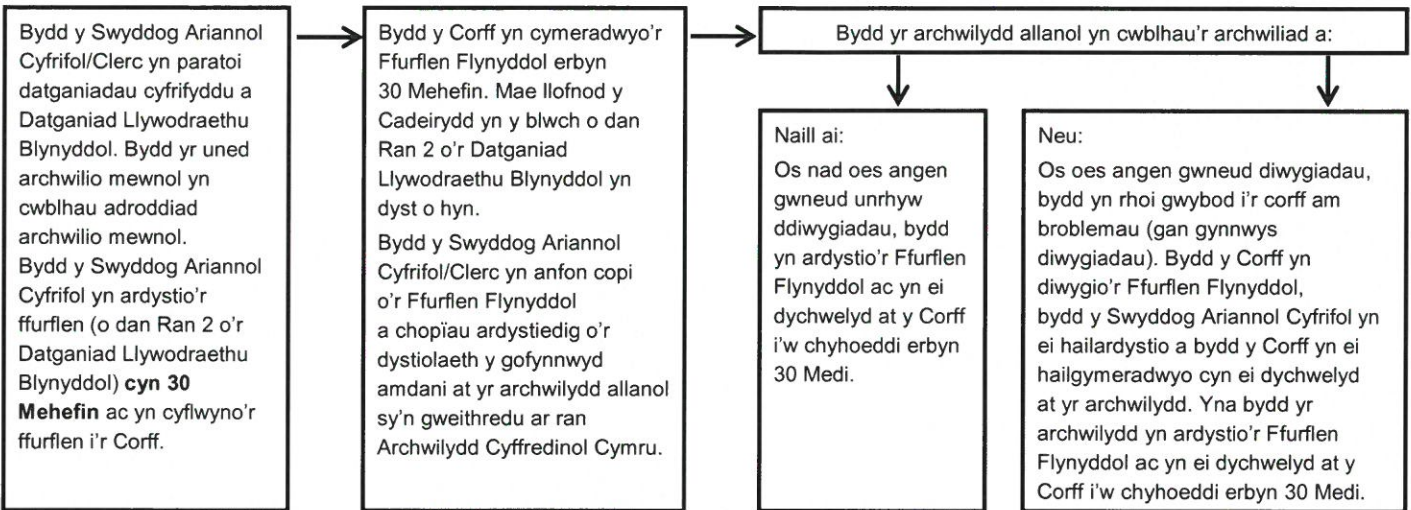 Bydd y Swyddog Ariannol
Cyfrifol/Clerc yn paratoi
datganiadau cyfrifyddu a
Datganiad Llywodraethu
Blynyddol. Bydd yr uned
archwilio mewnol yn
cwblhau adroddiad
archwilio mewnol.
Bydd y Swyddog Ariannol
Cyfrifol yn ardystio'r
ffurflen (o dan Ran 2 o'r
Datganiad Llywodraethu
Blynyddol) cyn 30
Mehefin ac yn cyflwyno'r
ffurflen i'r Corff.
Bydd y Corff yn cymeradwyo'r
Ffurflen Flynyddol erbyn
30 Mehefin. Mae llofnod y
Cadeirydd yn y blwch o dan
Ran 2 o'r Datganiad
Llywodraethu Blynyddol yn
dyst o hyn.
Bydd y Swyddog Ariannol
Cyfrifol/Clerc yn anfon copi
o'r Ffurflen Flynyddol
a chopïau ardystiedig o'r
dystiolaeth y gofynnwyd
amdani at yr archwilydd allanol
sy'n gweithredu ar ran
Archwilydd Cyffredinol Cymru.
Bydd yr archwilydd allanol yn cwblhau'r archwiliad a:
Naill ai:
Os nad oes angen
gwneud unrhyw
ddiwygiadau, bydd
yn ardystio'r Ffurflen
Flynyddol ac yn ei
dychwelyd at y Corff
i'w chyhoeddi erbyn
30 Medi.
Neu:
Os oes angen gwneud diwygiadau,
bydd yn rhoi gwybod i'r corff am
broblemau (gan gynnwys
diwygiadau). Bydd y Corff yn
diwygio'r Ffurflen Flynyddol,
bydd y Swyddog Ariannol Cyfrifol yn
ei hailardystio a bydd y Corff yn ei
hailgymeradwyo cyn ei dychwelyd
at yr archwilydd. Yna bydd yr
archwilydd yn ardystio'r Ffurflen
Flynyddol ac yn ei dychwelyd at y
Corff i'w chyhoeddi erbyn 30 Medi.